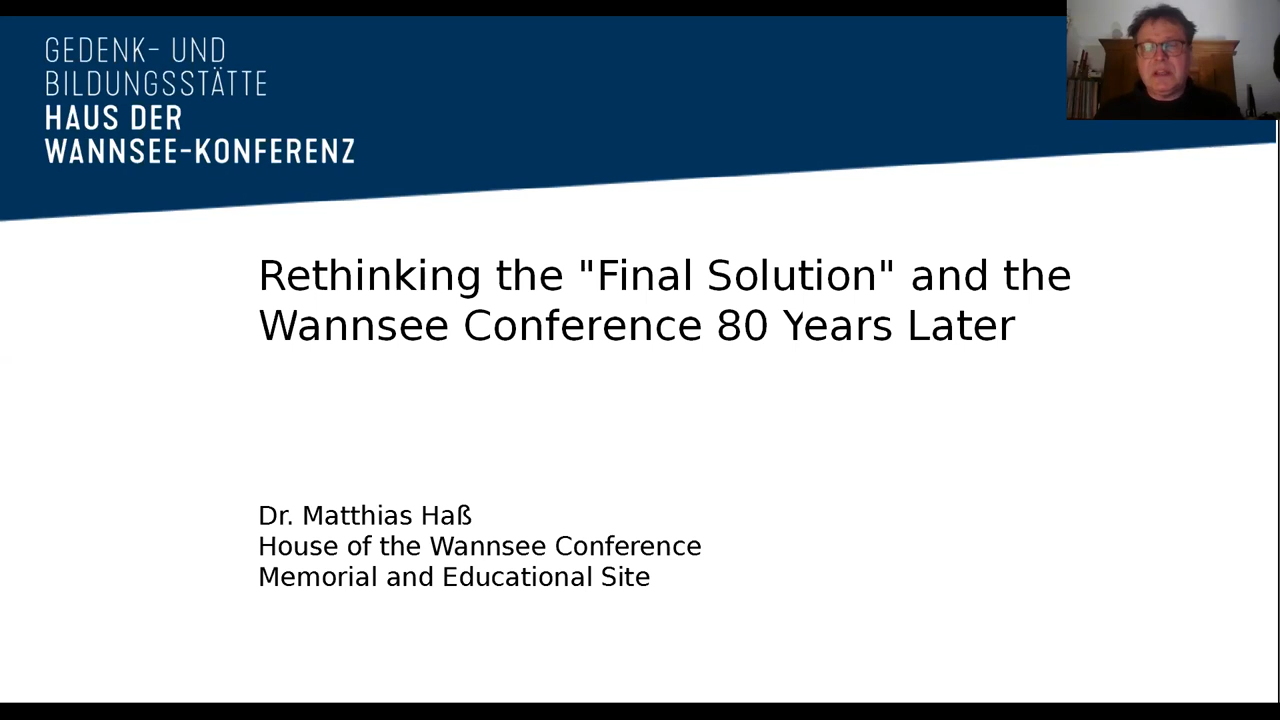 GEDENK- UND
BILDUNGSSTÄTTE
HAUS DER
WANNSEE-KONFERENZ
Rethinking the "Final Solution" and the
Wannsee Conference 80 Years Later
Dr. Matthias Haß
House of the Wannsee Conference
Memorial and Educational Site